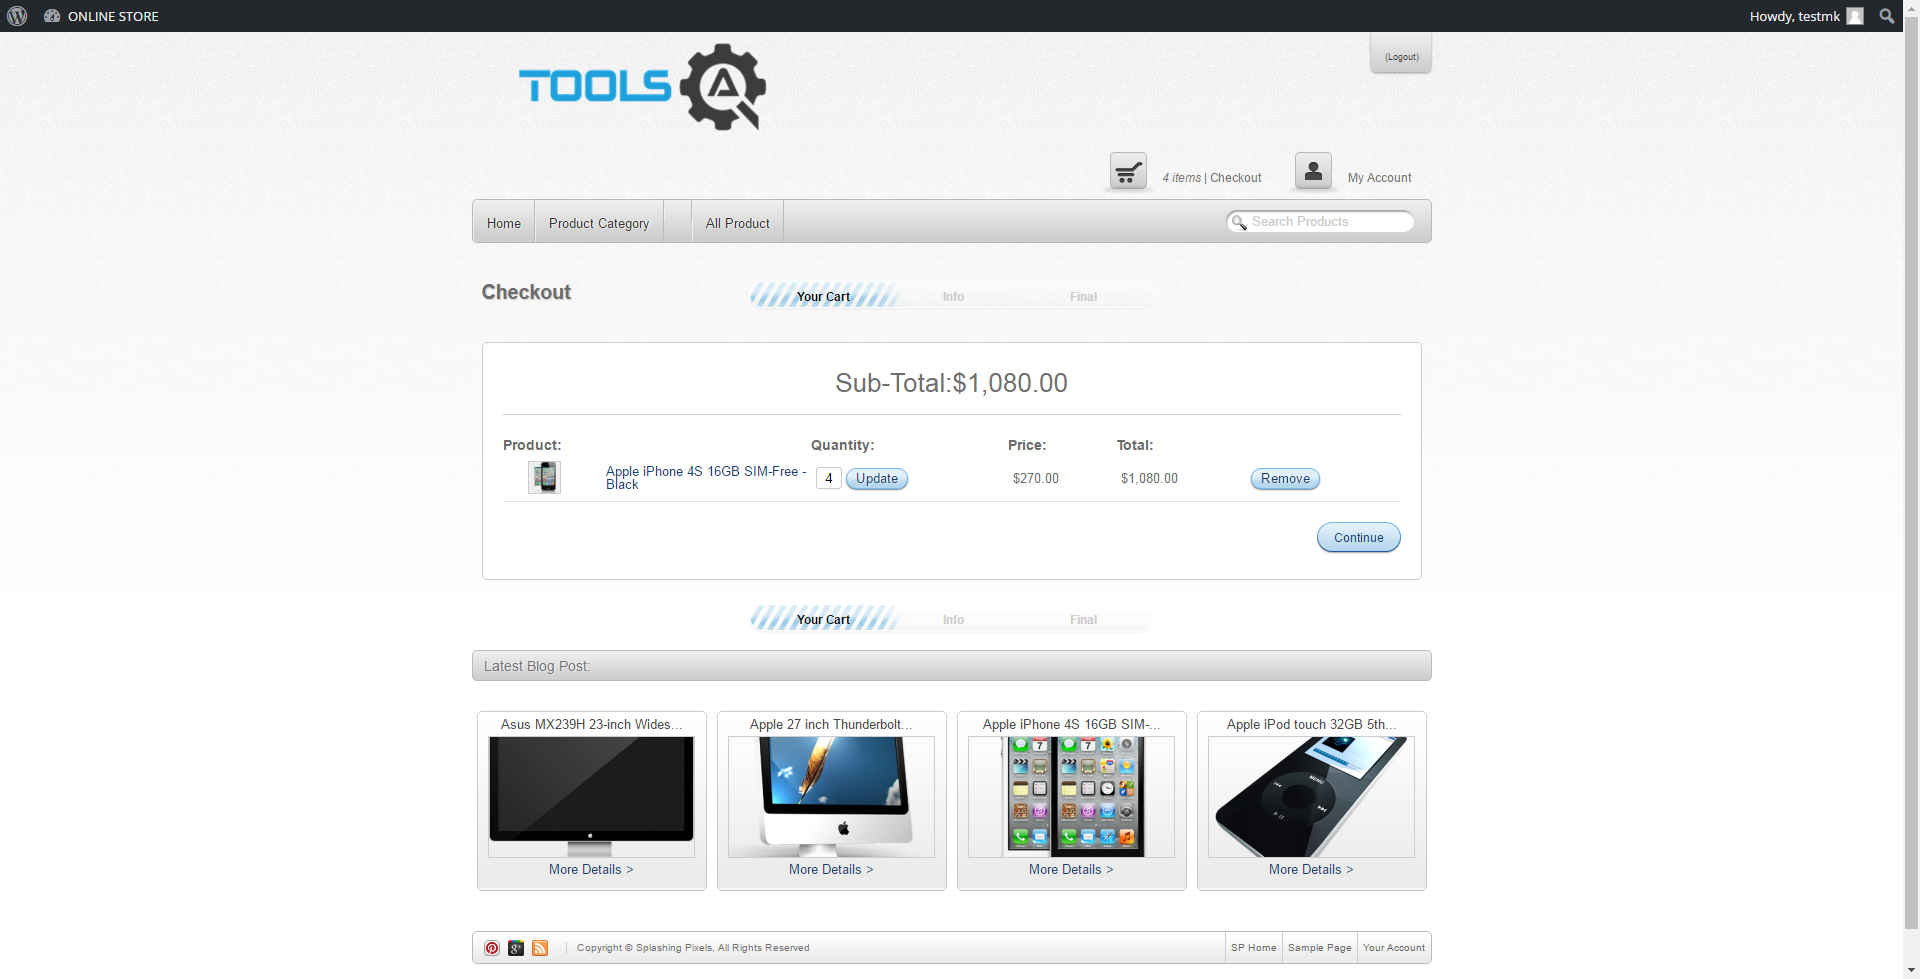 ONLINE STORE
Howdy, testmk
(Logout)
TOOLS
4 items | Checkout
My Account
Home
Product Category
All Product
Search Products
Checkout
Your Cart
Info
Final
Sub-Total:$1,080.00
Product:
Quantity:
Price:
Total:
Apple iPhone 4S 16GB SIM-Free -
Black
4
Update
$270.00
$1,080.00
Remove
Continue
Your Cart
Info
Final
Latest Blog Post:
Asus MX239H 23-inch Wides...
Apple 27 inch Thunderbolt...
Apple iPhone 4S 16GB SIM-...
Apple iPod touch 32GB 5th...
7
7
MENU
More Details >
More Details >
More Details >
More Details >
Copyright © Splashing Pixels, All Rights Reserved
SP Home
Sample Page
Your Account